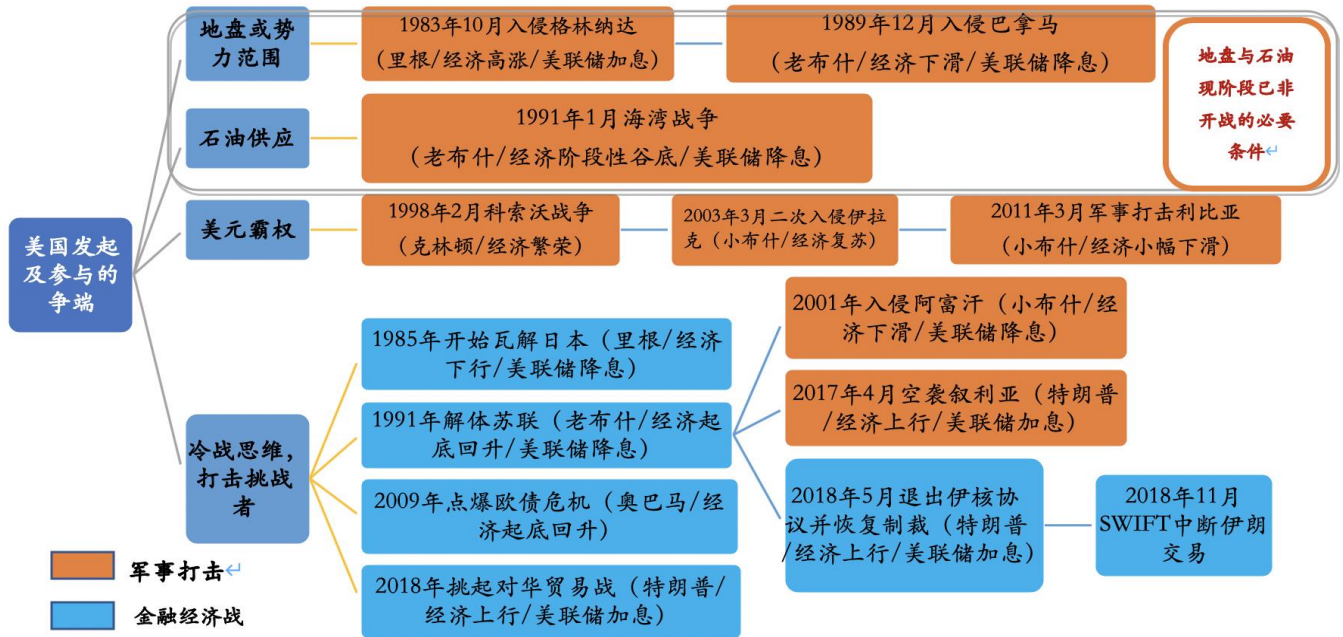 地盘或势
力范围
1983年10月入侵格林纳达
(里根/经济高涨/美联储加息)
1989年12月入侵巴拿马
(老布什/经济下滑/美联储降息)
地盘与石油
现阶段已非
开战的必要
条件↵
石油供应
1991年1月海湾战争
(老布什/经济阶段性谷底/美联储降息)
美国发起
及参与的
争端
美元霸权
1998年2月科索沃战争
(克林顿/经济繁荣)
2003年3月二次入侵伊拉
克（小布什/经济复苏）
2011年3月军事打击利比亚
(小布什/经济小幅下滑)
冷战思维,
打击挑战
者
1985年开始瓦解日本（里根/经济
下行/美联储降息）
1991年解体苏联（老布什/经济起
底回升/美联储降息）
2009年点爆欧债危机（奥巴马/经
济起底回升）
2018年挑起对华贸易战（特朗普/
经济上行/美联储加息）
2001年入侵阿富汗（小布什/经
济下滑/美联储降息）
2017年4月空袭叙利亚（特朗普
/经济上行/美联储加息）
2018年5月退出伊核协
议并恢复制裁（特朗普
/经济上行/美联储加息）
2018年11月
SWIFT中断伊朗
交易
军事打击↵
金融经济战